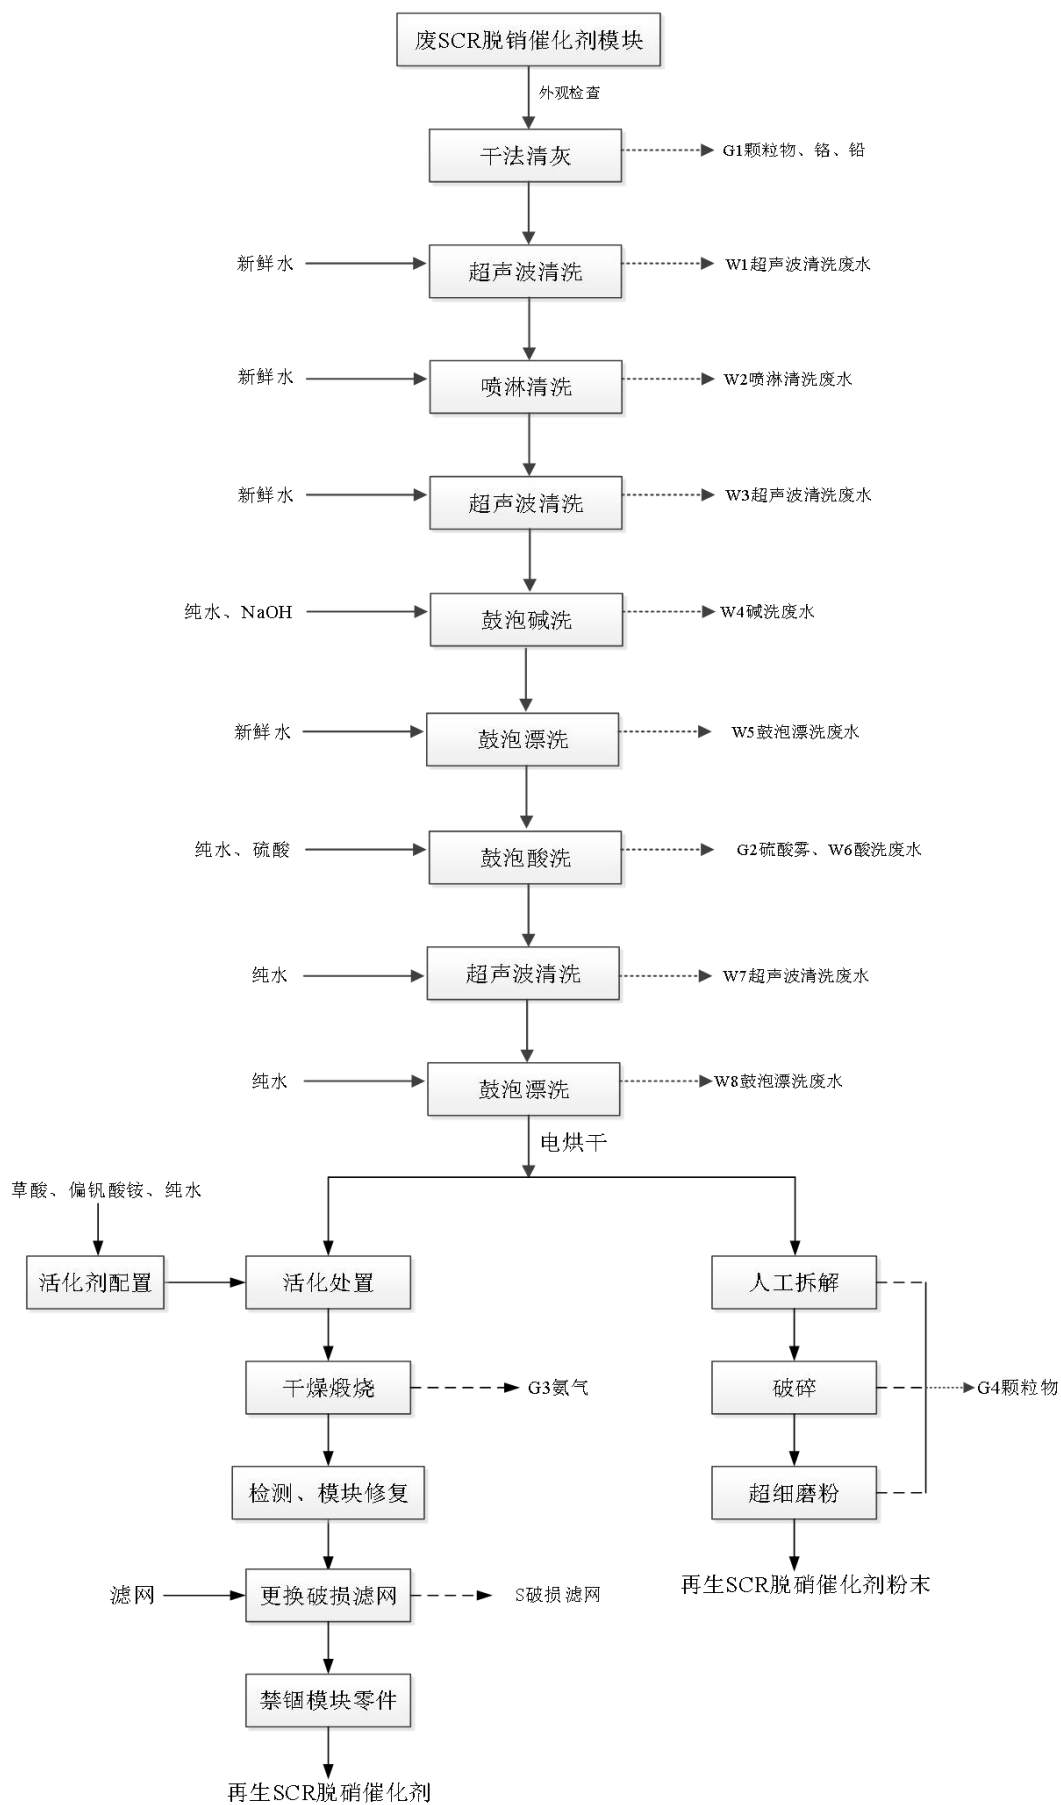 废SCR脱销催化剂模块
外观检查
干法清灰
G1颗粒物、铬、铅
新鲜水
超声波清洗
W1超声波清洗废水
新鲜水
喷淋清洗
W2喷淋清洗废水
新鲜水
超声波清洗
W3超声波清洗废水
纯水、NaOH
鼓泡碱洗
W4碱洗废水
新鲜水
鼓泡漂洗
W5鼓泡漂洗废水
纯水、硫酸
鼓泡酸洗
G2硫酸雾、W6酸洗废水
纯水
超声波清洗
W7超声波清洗废水
纯水
鼓泡漂洗
W8鼓泡漂洗废水
电烘干
草酸、偏钒酸铵、纯水
活化剂配置
活化处置
人工拆解
干燥煅烧
G3氨气
破碎
G4颗粒物
检测、模块修复
超细磨粉
滤网
更换破损滤网
S破损滤网
再生SCR脱硝催化剂粉末
禁锢模块零件
再生SCR脱硝催化剂